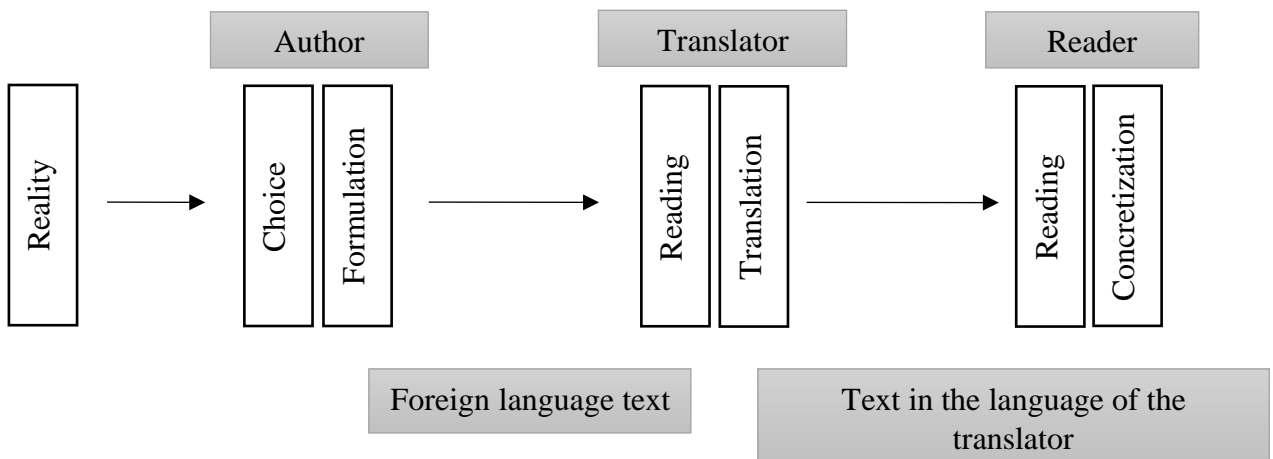 Author
Translator
Reader
Reality
Choice
Formulation
Reading
Translation
Reading
Concretization
Foreign language text
Text in the language of the
translator